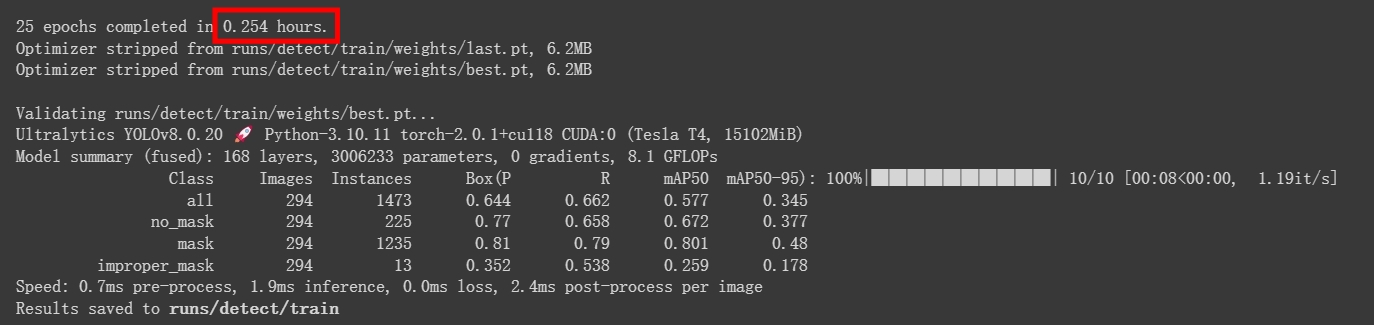 25 epochs completed in 0.254 hours.
Optimizer stripped from runs/detect/train/weights/last.pt, 6.2MB
Optimizer stripped from runs/detect/train/weights/best.pt, 6.2MB
Validating runs/detect/train/weights/best.pt...
Ultralytics YOLOv8.0.20 🚀 Python-3.10.11 torch-2.0.1+cu118 CUDA:0 (Tesla T4, 15102MiB)
Model summary (fused): 168 layers, 3006233 parameters, 0 gradients, 8.1 GFLOPs
Class Images Instances Box(P R mAP50 mAP50-95): 100%|██████████| 10/10 [00:08<00:00, 1.19it/s]
all 294 1473 0.644 0.662 0.577 0.345
no_mask 294 225 0.77 0.658 0.672 0.377
mask 294 1235 0.81 0.79 0.801 0.48
improper_mask 294 13 0.352 0.538 0.259 0.178
Speed: 0.7ms pre-process, 1.9ms inference, 0.0ms loss, 2.4ms post-process per image
Results saved to runs/detect/train